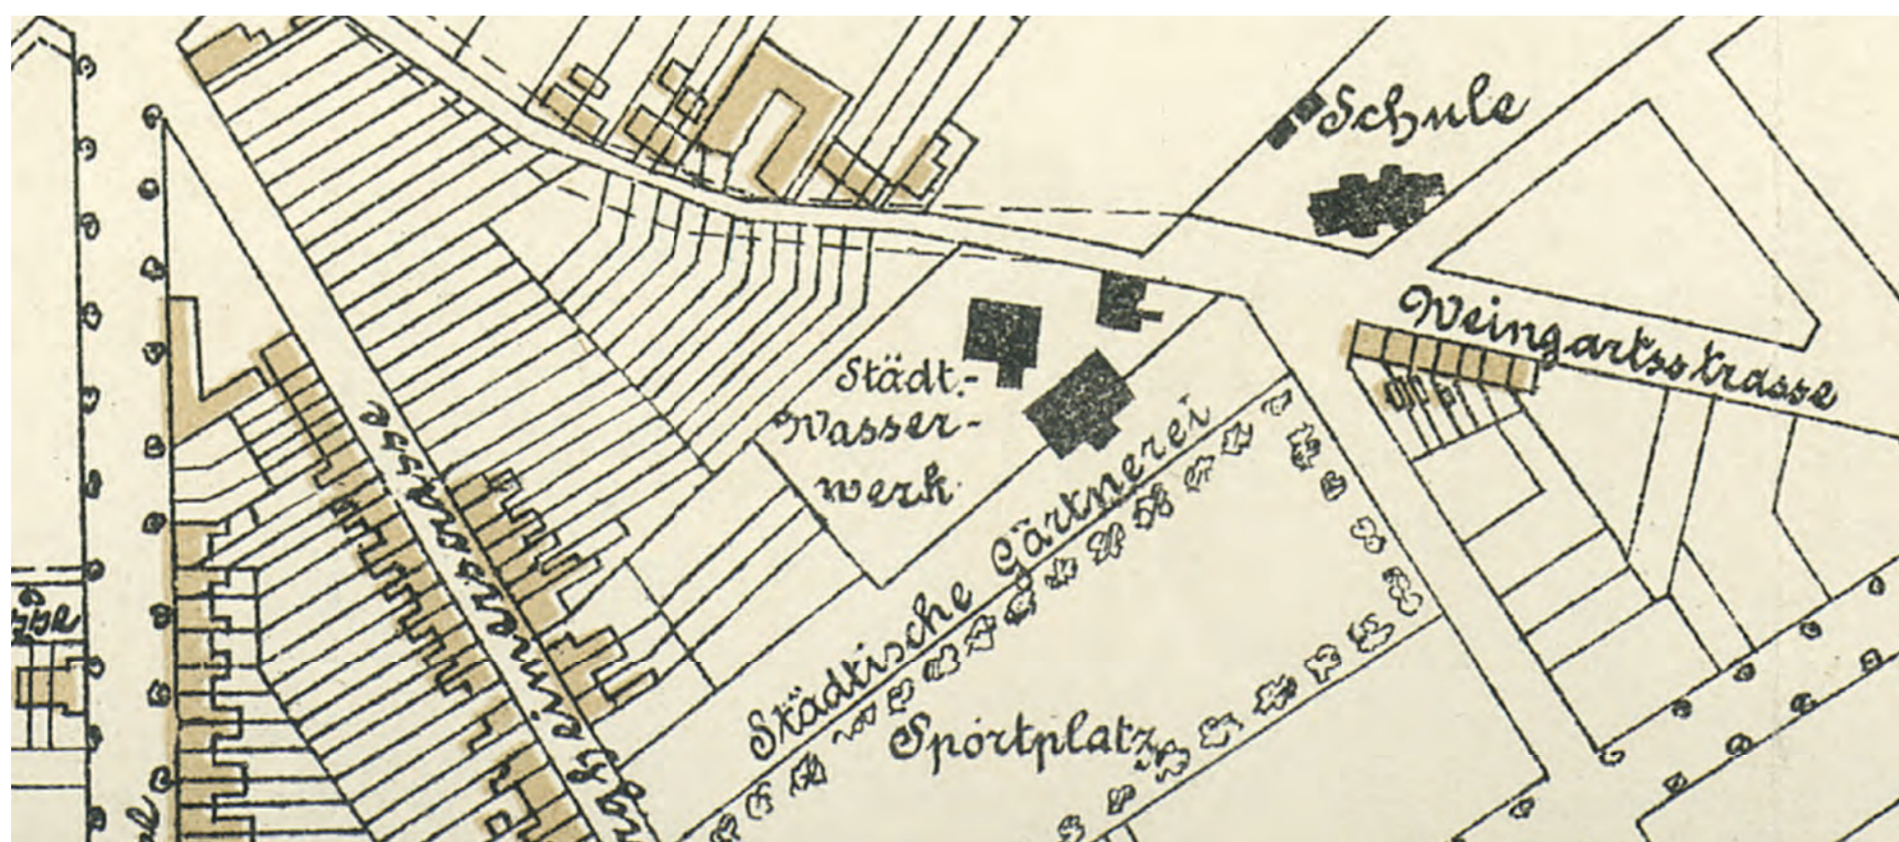 Schule
Weingartsstrasse
Städt.-
Wasser-
werk
Städtische Gärtnerei
Sportplatz